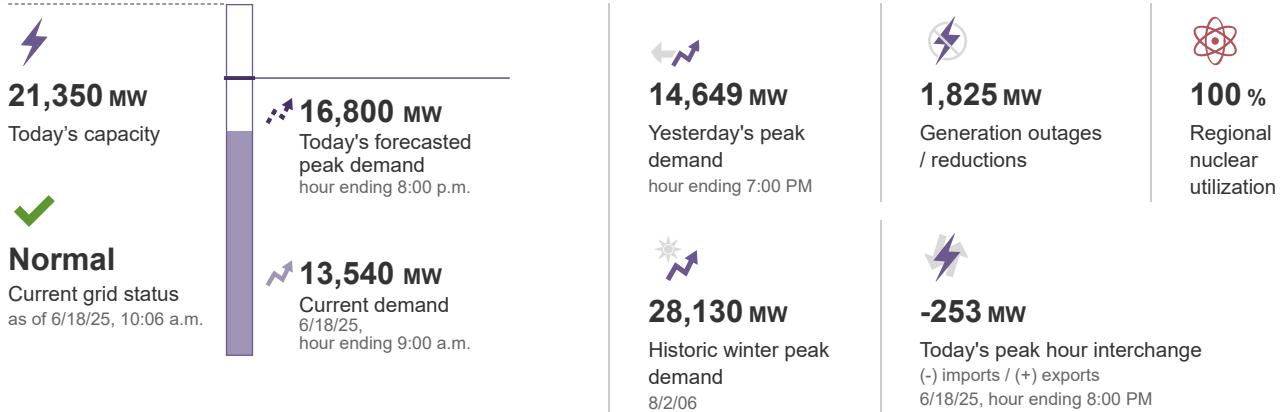 21,350 MW
Today's capacity
Normal
Current grid status
as of 6/18/25, 10:06 a.m.
16,800 MW
Today's forecasted
peak demand
hour ending 8:00 p.m.
13,540 MW
Current demand
6/18/25,
hour ending 9:00 a.m.
14,649 MW
Yesterday's peak
demand
hour ending 7:00 PM
1,825 MW
Generation outages
/ reductions
100 %
Regional
nuclear
utilization
28,130 MW
Historic winter peak
demand
8/2/06
-253 MW
Today's peak hour interchange
(-) imports / (+) exports
6/18/25, hour ending 8:00 PM